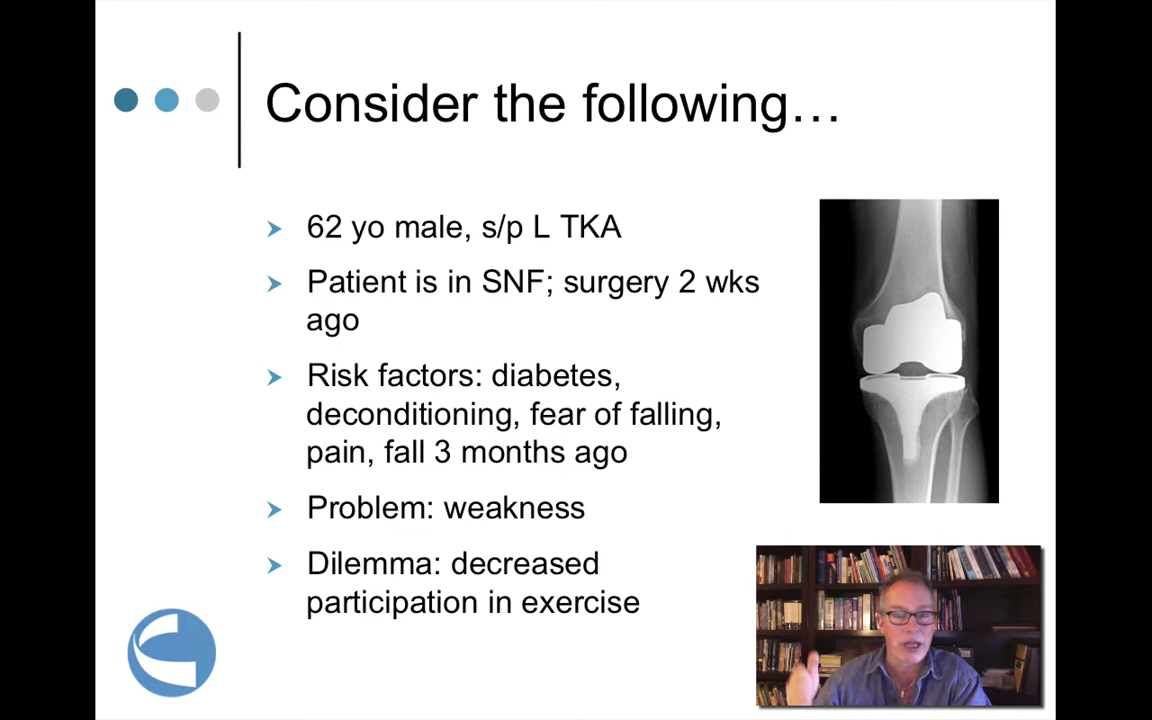 Consider the following…
62 yo male, s/p L TKA
Patient is in SNF; surgery 2 wks
ago
Risk factors: diabetes,
deconditioning, fear of falling,
pain, fall 3 months ago
Problem: weakness
Dilemma: decreased
participation in exercise